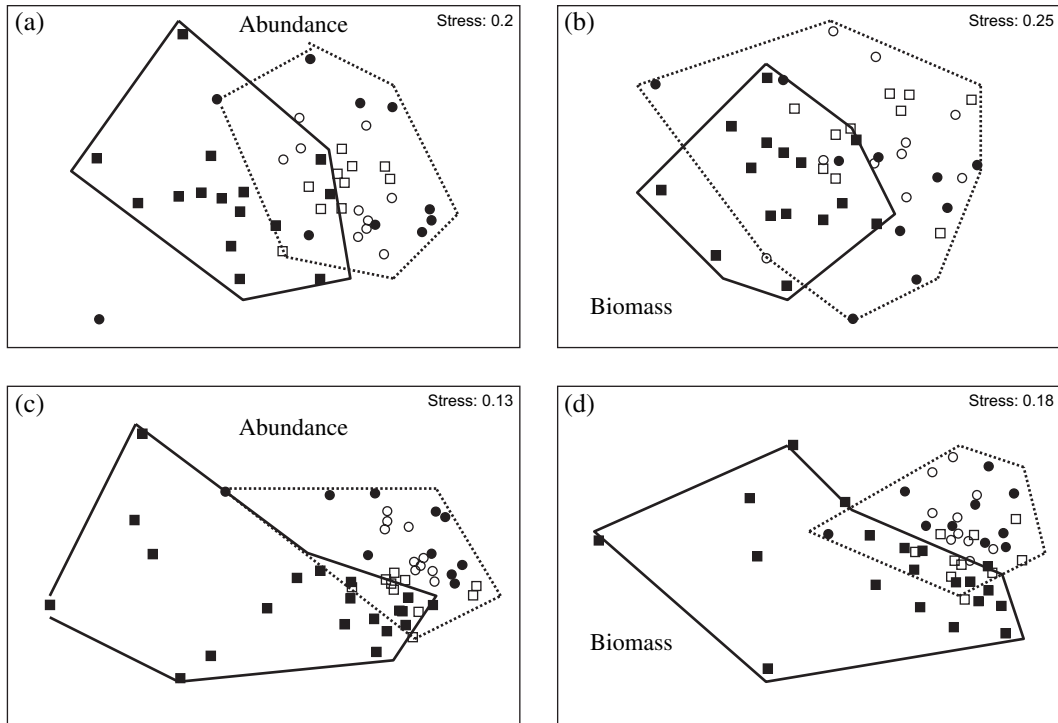 (a)
Abundance
Stress: 0.2
(b)
Stress: 0.25
Biomass
(c)
Abundance
Stress: 0.13
(d)
Stress: 0.18
Biomass